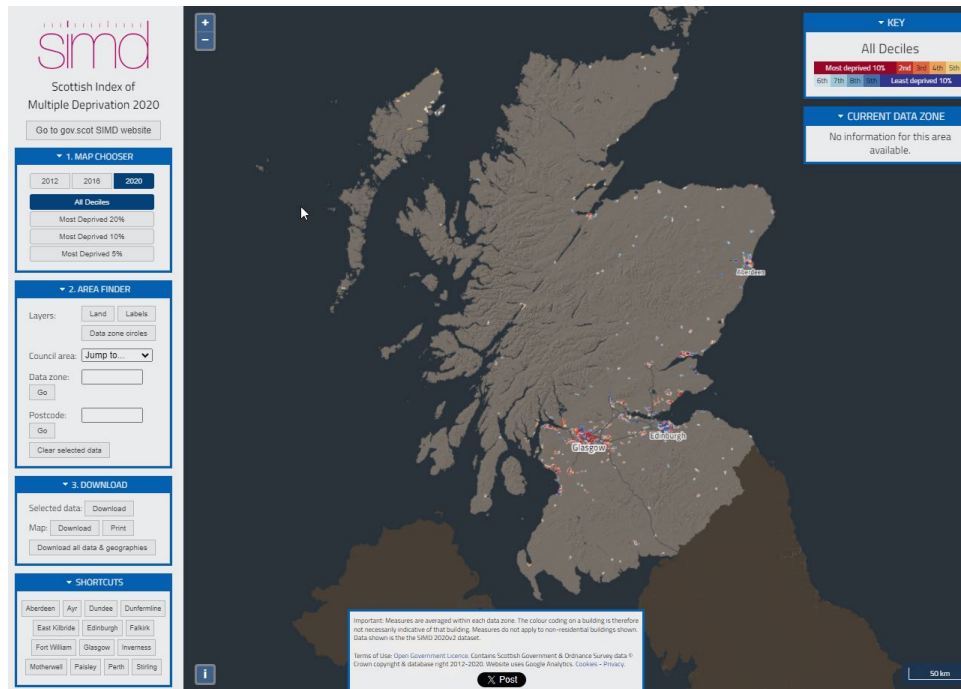 simd
Scottish Index of
Multiple Deprivation 2020
Go to gov.scot SIMD website
1. MAP CHOOSER
2012 2016 2020
All Deciles
Most Deprived 20%
Most Deprived 10%
Most Deprived 5%
2. AREA FINDER
Layers: Land Labels
Data zone circles
Council area: Jump to...
Data zone:
Go
Postcode:
Go
Clear selected data
3. DOWNLOAD
Selected data: Download
Map: Download Print
Download all data & geographies
SHORTCUTS
Aberdeen Ayr Dundee Dunfermline
East Kilbride Edinburgh Falkirk
Fort William Glasgow Inverness
Motherwell Paisley Perth Stirling
+
−
Aberdeen
Edinburgh
Glasgow
KEY
All Deciles
Most deprived 10% 2nd 3rd 4th 5th
6th 7th 8th 9th Least deprived 10%
CURRENT DATA ZONE
No information for this area
available.
Important: Measures are averaged within each data zone. The colour coding on a building is therefore
not necessarily indicative of that building. Measures do not apply to non-residential buildings shown.
Data shown is the the SIMD 2020v2 dataset.
Terms of Use: Open Government Licence. Contains Scottish Government & Ordnance Survey data ©
Crown copyright & database right 2012-2020. Website uses Google Analytics. Cookies - Privacy.
X Post
i
50 km